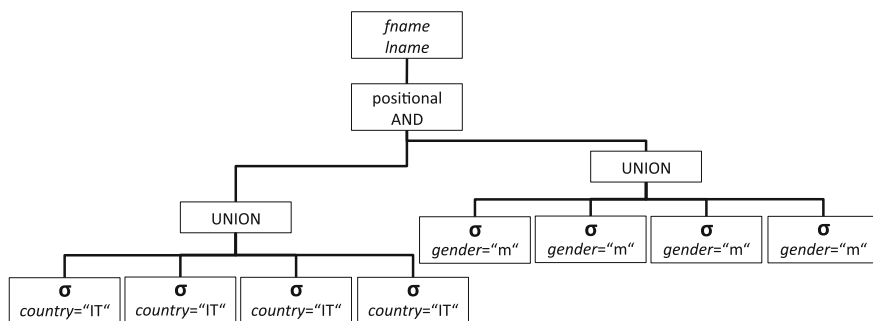 fname
lname
positional
AND
UNION
UNION
σ
gender="m“
σ
gender="m“
σ
gender="m“
σ
gender="m“
σ
country="IT“
σ
country="IT“
σ
country="IT“
σ
country="IT“